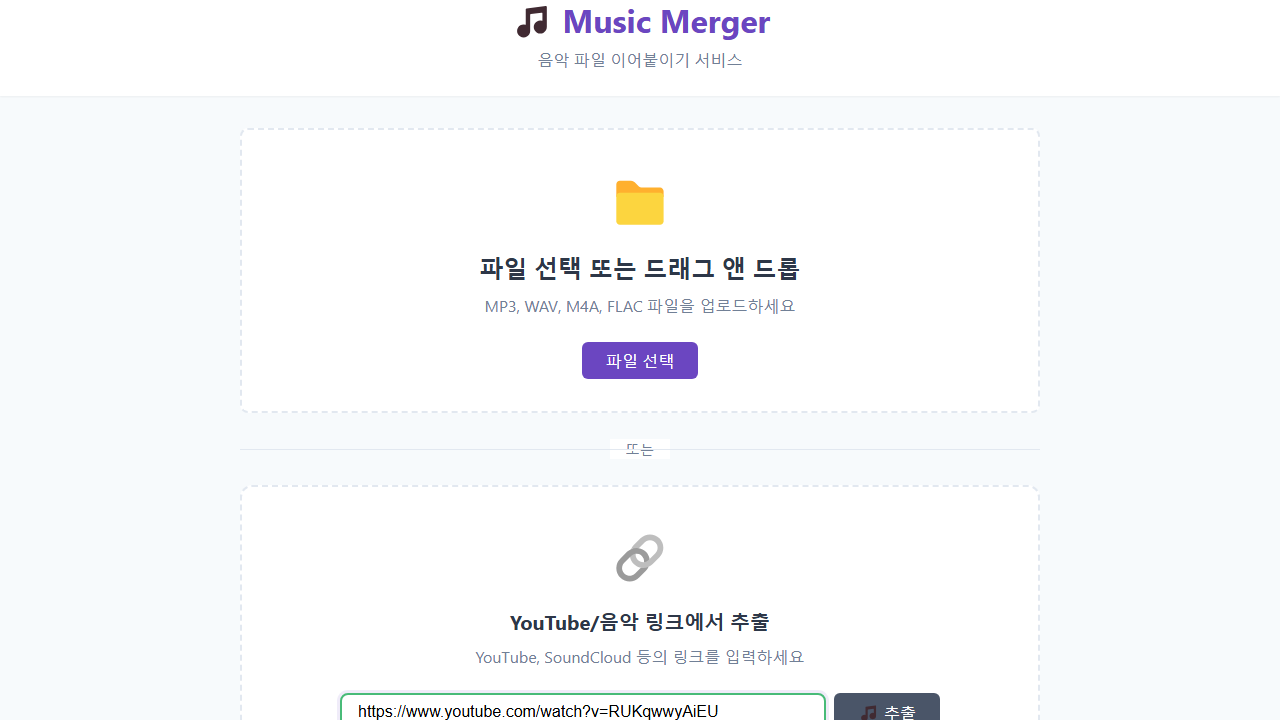 Music Merger
음악 파일 이어붙이기 서비스
파일 선택 또는 드래그 앤 드롭
MP3, WAV, M4A, FLAC 파일을 업로드하세요
파일 선택
또는
YouTube/음악 링크에서 추출
YouTube, SoundCloud 등의 링크를 입력하세요
https://www.youtube.com/watch?v=RUKqwwyAiEU 추출